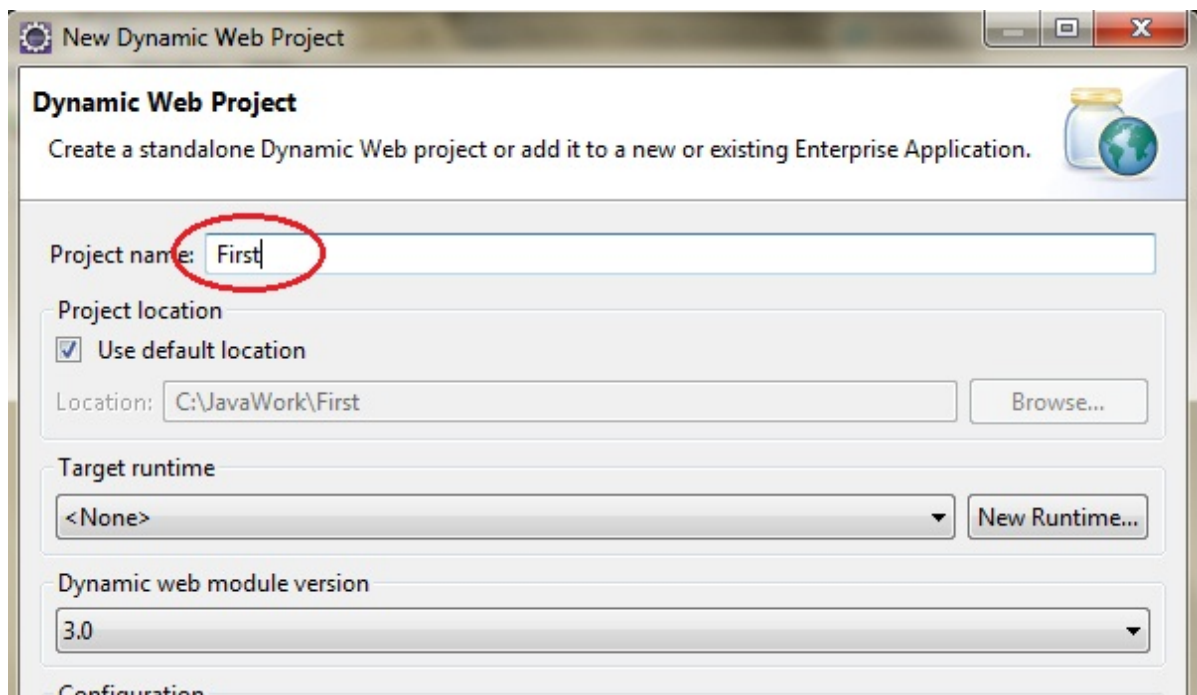 New Dynamic Web Project
Dynamic Web Project
Create a standalone Dynamic Web project or add it to a new or existing Enterprise Application.
Project name: First
Project location
Use default location
Location: C:\JavaWork\First Browse...
Target runtime
<None> New Runtime...
Dynamic web module version
3.0
Configuration